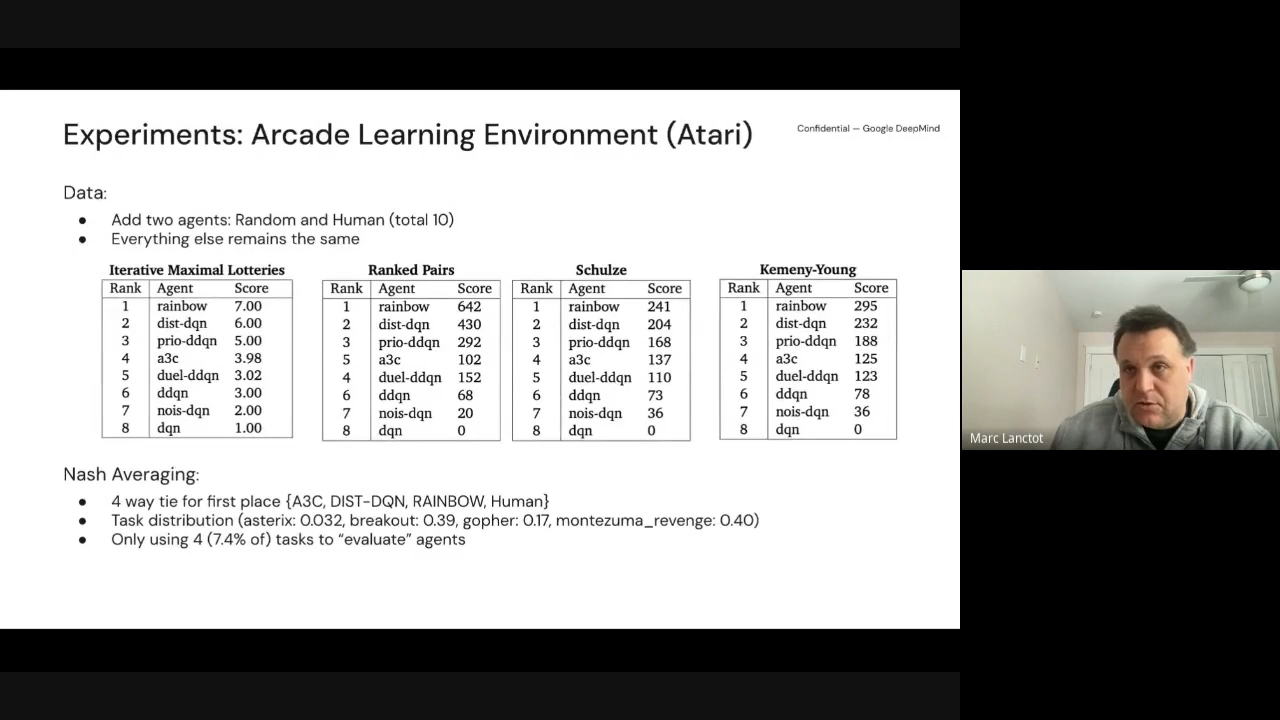 Experiments: Arcade Learning Environment (Atari)
Confidential — Google DeepMind
Data:
● Add two agents: Random and Human (total 10)
● Everything else remains the same
Iterative Maximal Lotteries
Rank Agent Score
1 rainbow 7.00
2 dist-dqn 6.00
3 prio-ddqn 5.00
4 a3c 3.98
5 duel-ddqn 3.02
6 ddqn 3.00
7 nois-dqn 2.00
8 dqn 1.00
Ranked Pairs
Rank Agent Score
1 rainbow 642
2 dist-dqn 430
3 prio-ddqn 292
5 a3c 102
4 duel-ddqn 152
6 ddqn 68
7 nois-dqn 20
8 dqn 0
Schulze
Rank Agent Score
1 rainbow 241
2 dist-dqn 204
3 prio-ddqn 168
4 a3c 137
5 duel-ddqn 110
6 ddqn 73
7 nois-dqn 36
8 dqn 0
Kemeny-Young
Rank Agent Score
1 rainbow 295
2 dist-dqn 232
3 prio-ddqn 188
4 a3c 125
5 duel-ddqn 123
6 ddqn 78
7 nois-dqn 36
8 dqn 0
Nash Averaging:
● 4 way tie for first place {A3C, DIST-DQN, RAINBOW, Human}
● Task distribution (asterix: 0.032, breakout: 0.39, gopher: 0.17, montezuma_revenge: 0.40)
● Only using 4 (7.4% of) tasks to “evaluate” agents
Marc Lanctot